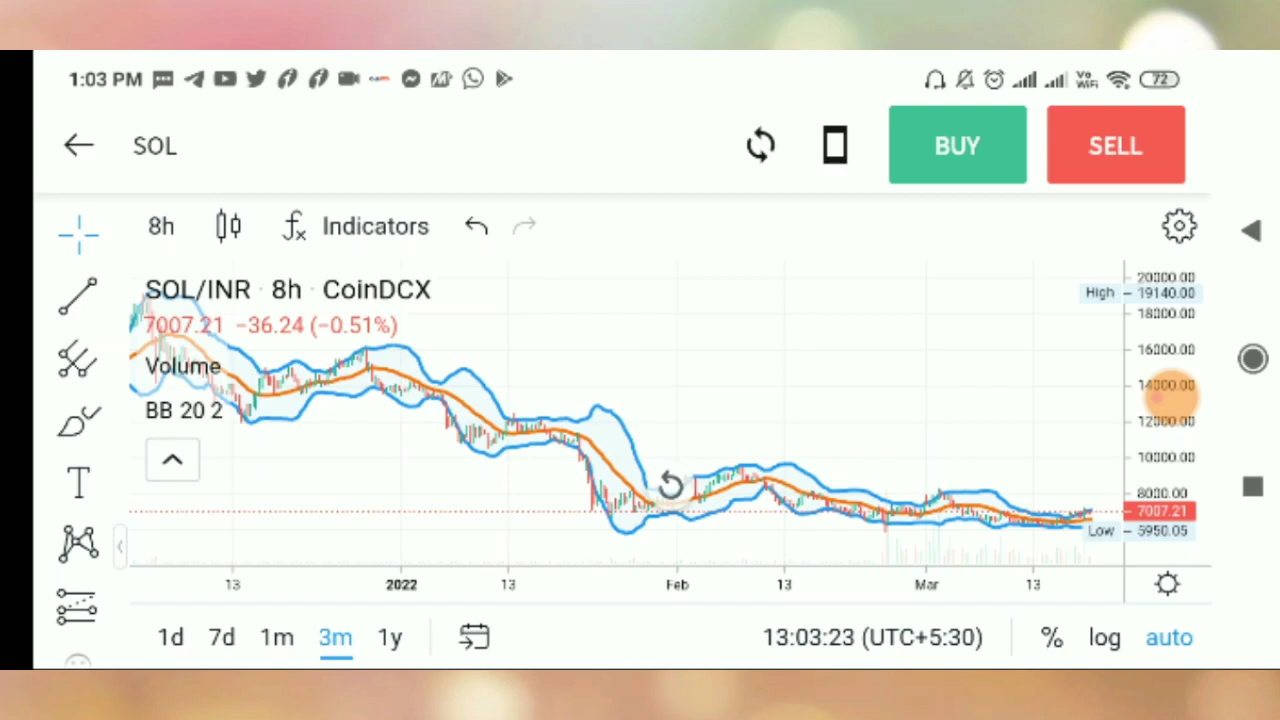 1:03 PM
Vo WiFi 72
SOL
BUY
SELL
8h
Indicators
SOL/INR · 8h · CoinDCX
7007.21 −36.24 (−0.51%)
Volume
BB 20 2
20000.00
High
19140.00
18000.00
16000.00
14000.00
12000.00
10000.00
8000.00
7007.21
Low
5950.05
13
2022
13
Feb
13
Mar
13
1d 7d 1m 3m 1y
13:03:23 (UTC+5:30)
% log auto